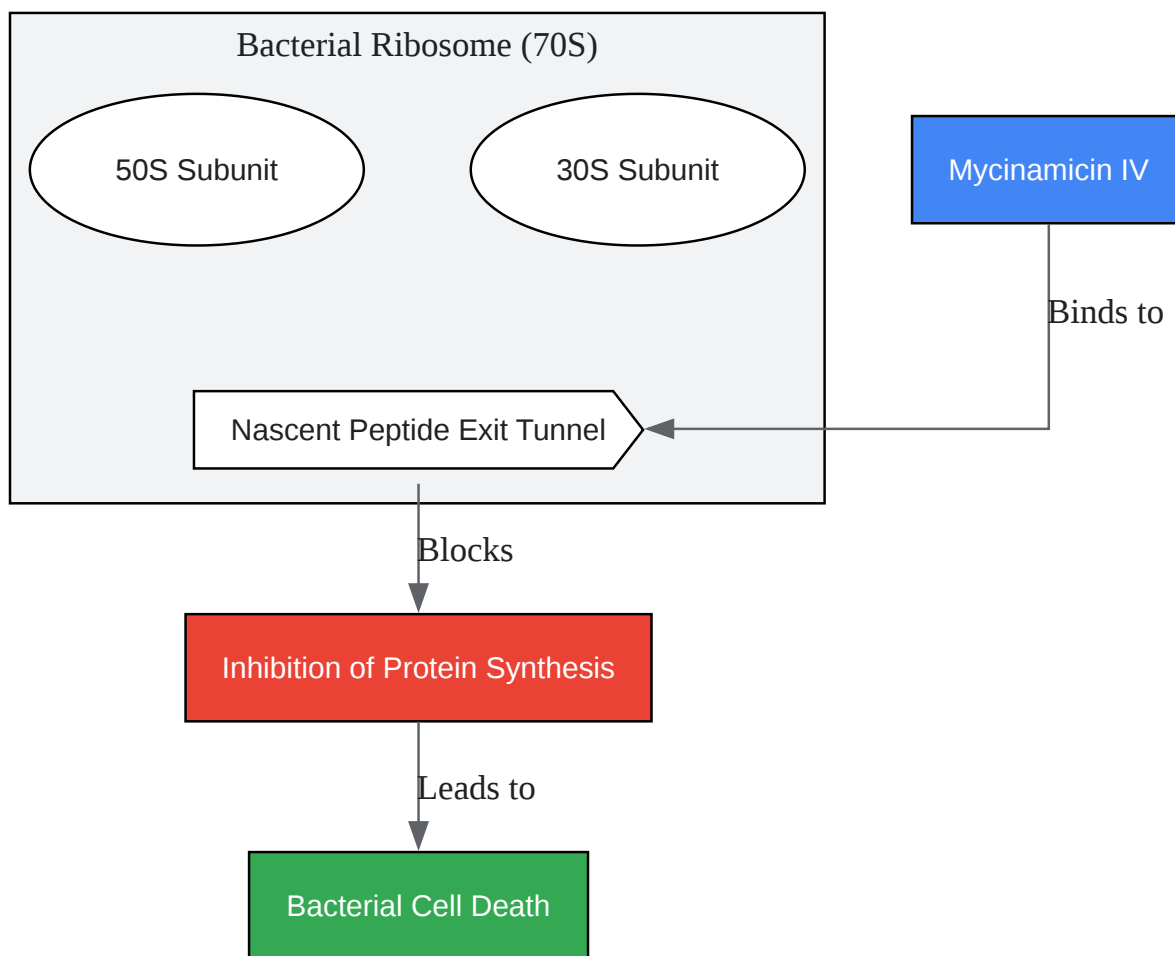 Bacterial Ribosome (70S)
50S Subunit
30S Subunit
Mycinamicin IV
Binds to
Nascent Peptide Exit Tunnel
Blocks
Inhibition of Protein Synthesis
Leads to
Bacterial Cell Death